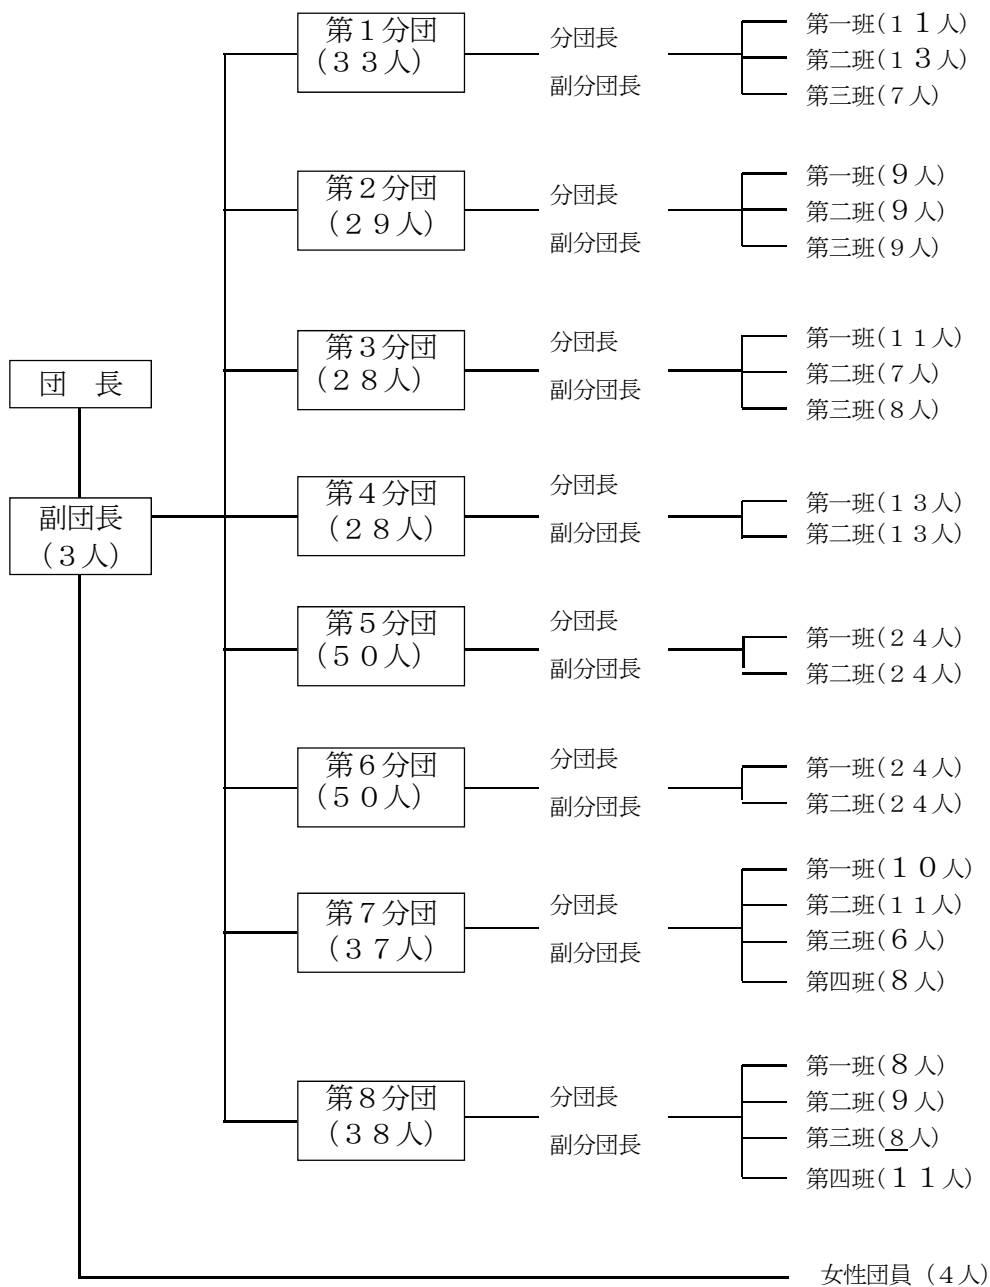 団　長
副団長
(３人)
第１分団
(３３人)
分団長
副分団長
第一班(１１人)
第二班(１３人)
第三班(７人)
第２分団
(２９人)
分団長
副分団長
第一班(９人)
第二班(９人)
第三班(９人)
第３分団
(２８人)
分団長
副分団長
第一班(１１人)
第二班(７人)
第三班(８人)
第４分団
(２８人)
分団長
副分団長
第一班(１３人)
第二班(１３人)
第５分団
(５０人)
分団長
副分団長
第一班(２４人)
第二班(２４人)
第６分団
(５０人)
分団長
副分団長
第一班(２４人)
第二班(２４人)
第７分団
(３７人)
分団長
副分団長
第一班(１０人)
第二班(１１人)
第三班(６人)
第四班(８人)
第８分団
(３８人)
分団長
副分団長
第一班(８人)
第二班(９人)
第三班(８人)
第四班(１１人)
女性団員（４人）